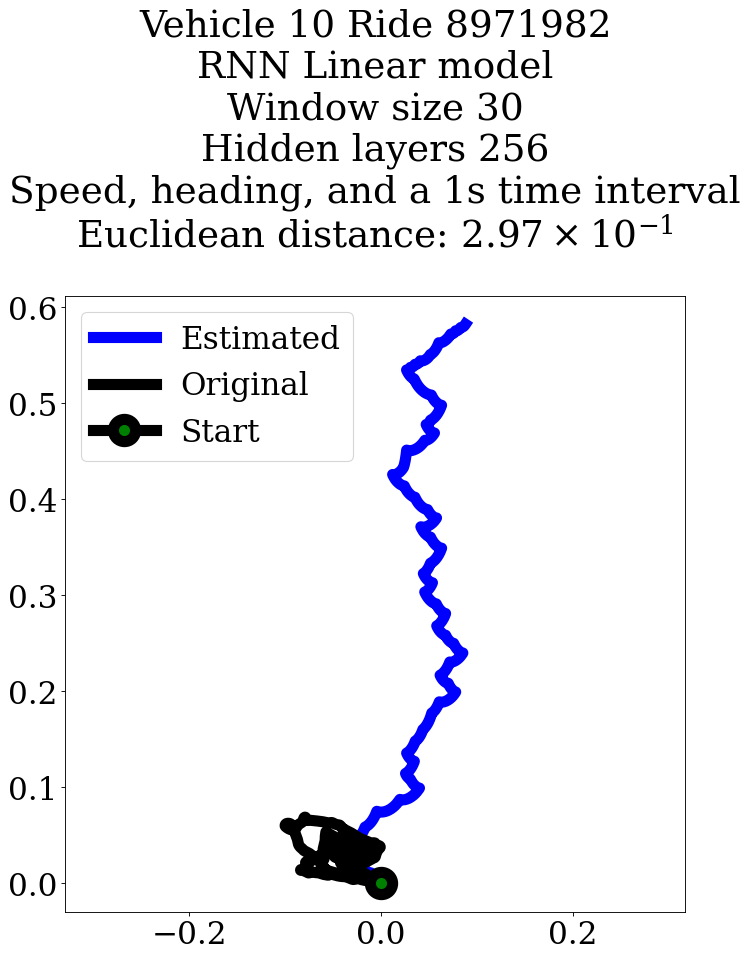 Vehicle 10 Ride 8971982
RNN Linear model
Window size 30
Hidden layers 256
Speed, heading, and a 1s time interval
Euclidean distance: 2.97 × 10⁻¹
Estimated
Original
Start
0.6
0.5
0.4
0.3
0.2
0.1
0.0
−0.2 0.0 0.2